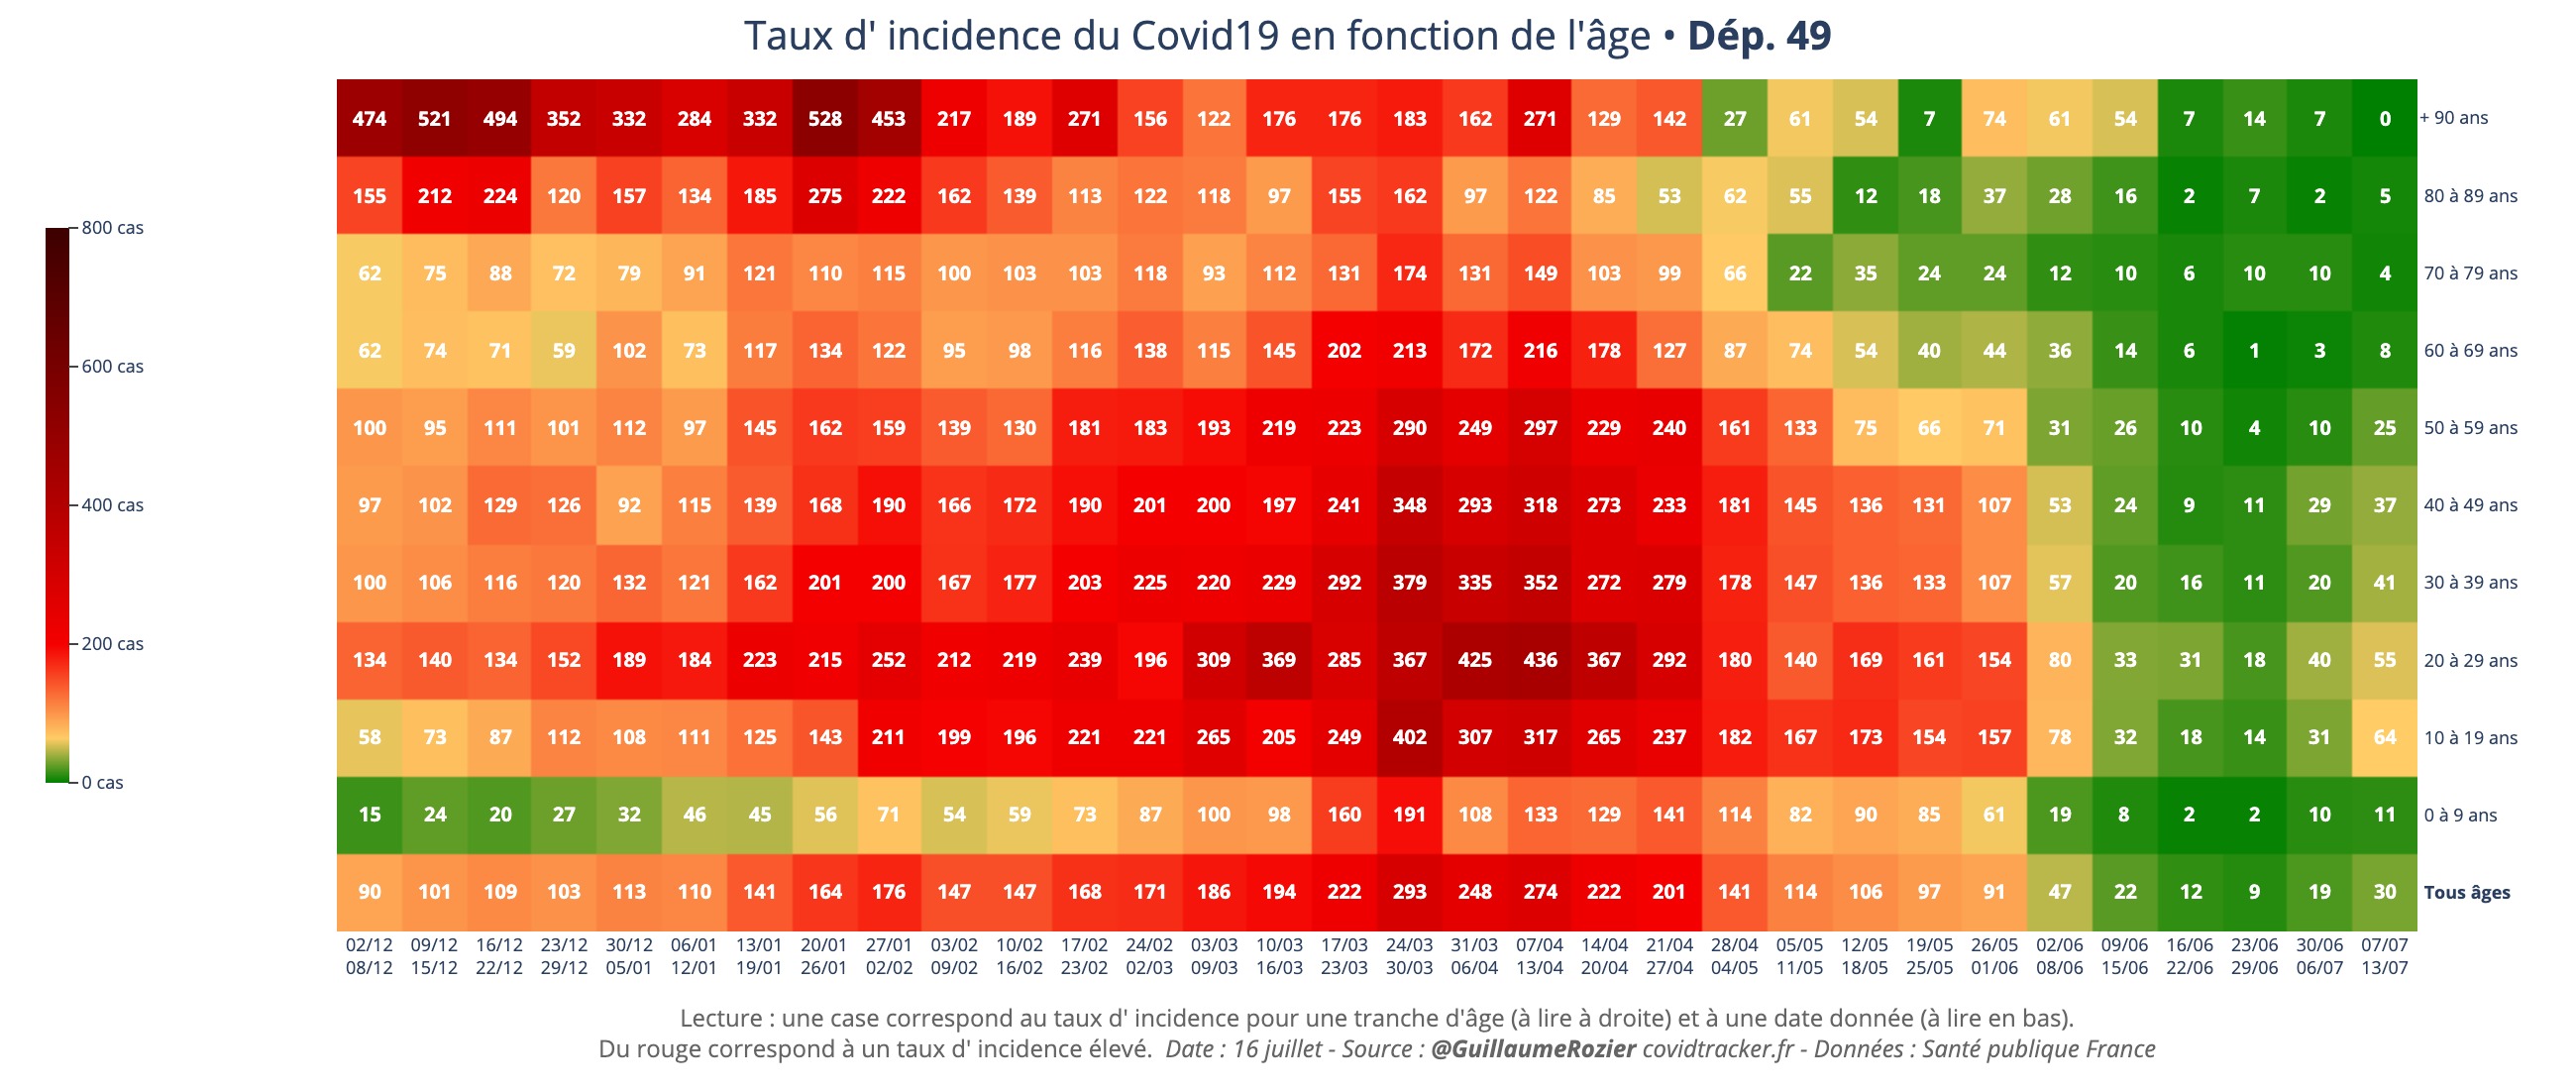 Taux d' incidence du Covid19 en fonction de l'âge • Dép. 49
800 cas
600 cas
400 cas
200 cas
0 cas
474 521 494 352 332 284 332 528 453 217 189 271 156 122 176 176 183 162 271 129 142 27 61 54 7 74 61 54 7 14 7 0 + 90 ans
155 212 224 120 157 134 185 275 222 162 139 113 122 118 97 155 162 97 122 85 53 62 55 12 18 37 28 16 2 7 2 5 80 à 89 ans
62 75 88 72 79 91 121 110 115 100 103 103 118 93 112 131 174 131 149 103 99 66 22 35 24 24 12 10 6 10 10 4 70 à 79 ans
62 74 71 59 102 73 117 134 122 95 98 116 138 115 145 202 213 172 216 178 127 87 74 54 40 44 36 14 6 1 3 8 60 à 69 ans
100 95 111 101 112 97 145 162 159 139 130 181 183 193 219 223 290 249 297 229 240 161 133 75 66 71 31 26 10 4 10 25 50 à 59 ans
97 102 129 126 92 115 139 168 190 166 172 190 201 200 197 241 348 293 318 273 233 181 145 136 131 107 53 24 9 11 29 37 40 à 49 ans
100 106 116 120 132 121 162 201 200 167 177 203 225 220 229 292 379 335 352 272 279 178 147 136 133 107 57 20 16 11 20 41 30 à 39 ans
134 140 134 152 189 184 223 215 252 212 219 239 196 309 369 285 367 425 436 367 292 180 140 169 161 154 80 33 31 18 40 55 20 à 29 ans
58 73 87 112 108 111 125 143 211 199 196 221 221 265 205 249 402 307 317 265 237 182 167 173 154 157 78 32 18 14 31 64 10 à 19 ans
15 24 20 27 32 46 45 56 71 54 59 73 87 100 98 160 191 108 133 129 141 114 82 90 85 61 19 8 2 2 10 11 0 à 9 ans
90 101 109 103 113 110 141 164 176 147 147 168 171 186 194 222 293 248 274 222 201 141 114 106 97 91 47 22 12 9 19 30 Tous âges
02/12 09/12 16/12 23/12 30/12 06/01 13/01 20/01 27/01 03/02 10/02 17/02 24/02 03/03 10/03 17/03 24/03 31/03 07/04 14/04 21/04 28/04 05/05 12/05 19/05 26/05 02/06 09/06 16/06 23/06 30/06 07/07
08/12 15/12 22/12 29/12 05/01 12/01 19/01 26/01 02/02 09/02 16/02 23/02 02/03 09/03 16/03 23/03 30/03 06/04 13/04 20/04 27/04 04/05 11/05 18/05 25/05 01/06 08/06 15/06 22/06 29/06 06/07 13/07
Lecture : une case correspond au taux d' incidence pour une tranche d'âge (à lire à droite) et à une date donnée (à lire en bas).
Du rouge correspond à un taux d' incidence élevé. Date : 16 juillet - Source : @GuillaumeRozier covidtracker.fr - Données : Santé publique France